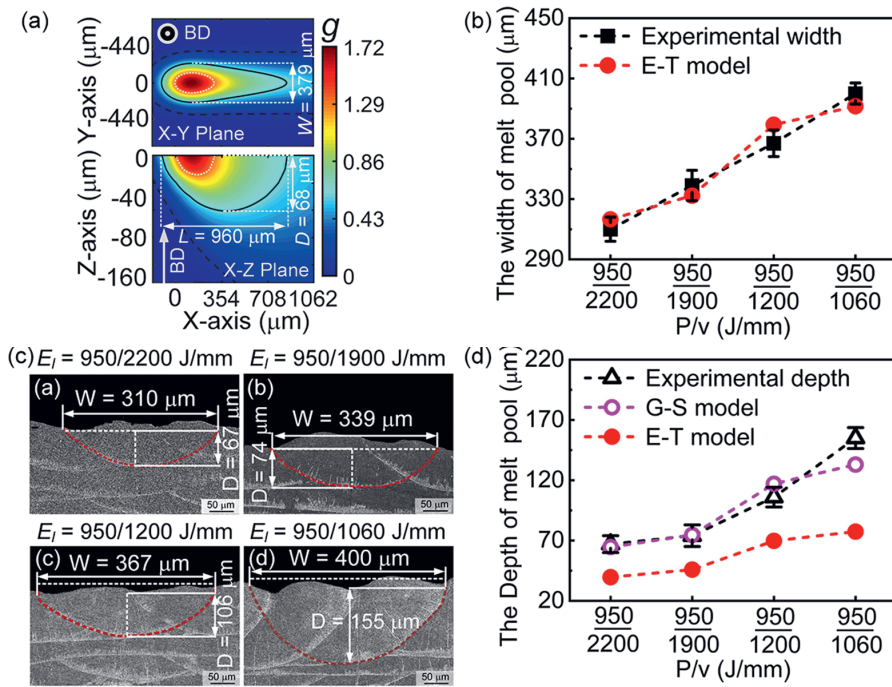 (a)
BD
g
-440
0
-440
Y-axis (μm)
X-Y Plane
W = 379 μm
1.72
1.29
0.86
0.43
0
0
-40
-80
-160
Z-axis (μm)
D = 68 μm
L = 960 μm
BD
X-Z Plane
0 354 708 1062
X-axis (μm)
(b)
450
410
370
330
290
The width of melt pool (μm)
Experimental width
E-T model
950 950 950 950
2200 1900 1200 1060
P/v (J/mm)
(c) El = 950/2200 J/mm
(a)
W = 310 μm
D = 67 μm
50 μm
El = 950/1900 J/mm
(b)
W = 339 μm
D = 74 μm
50 μm
El = 950/1200 J/mm
(c)
W = 367 μm
D = 106 μm
50 μm
El = 950/1060 J/mm
(d)
W = 400 μm
D = 155 μm
50 μm
(d)
220
170
120
70
20
The Depth of melt pool (μm)
Experimental depth
G-S model
E-T model
950 950 950 950
2200 1900 1200 1060
P/v (J/mm)